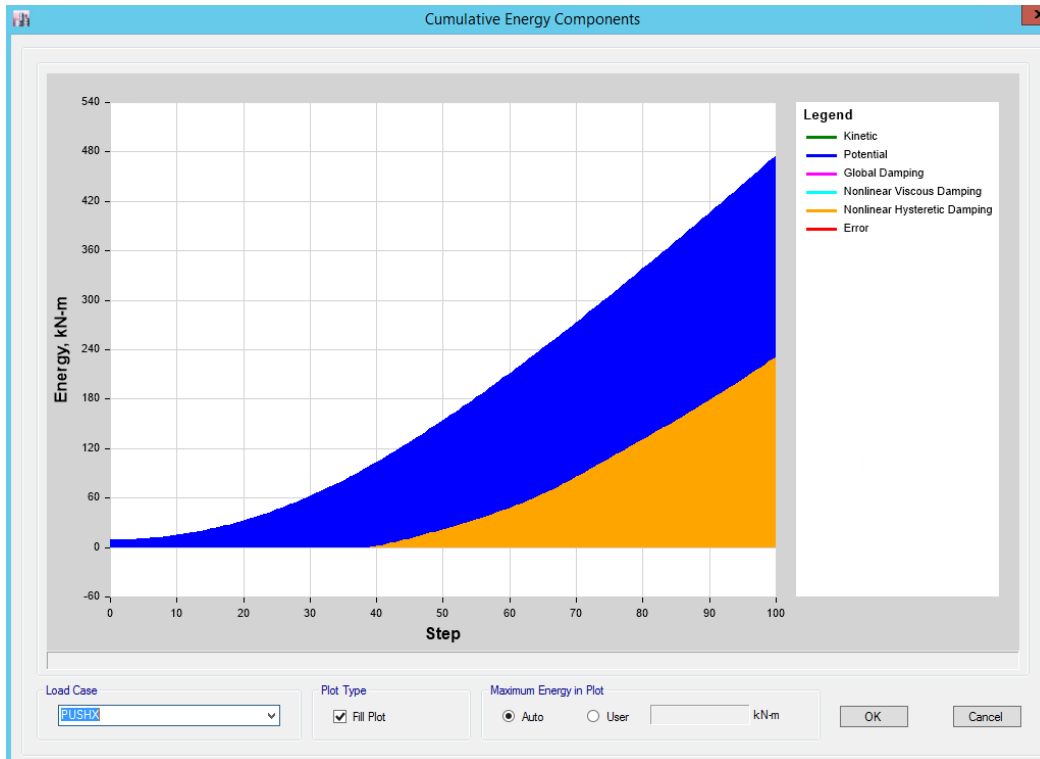 Cumulative Energy Components
540
480
420
360
300
240
180
120
60
0
-60
Energy, kN-m
0 10 20 30 40 50 60 70 80 90 100
Step
Legend
Kinetic
Potential
Global Damping
Nonlinear Viscous Damping
Nonlinear Hysteretic Damping
Error
Load Case
PUSHX
Plot Type
Fill Plot
Maximum Energy in Plot
Auto User kN-m
OK Cancel